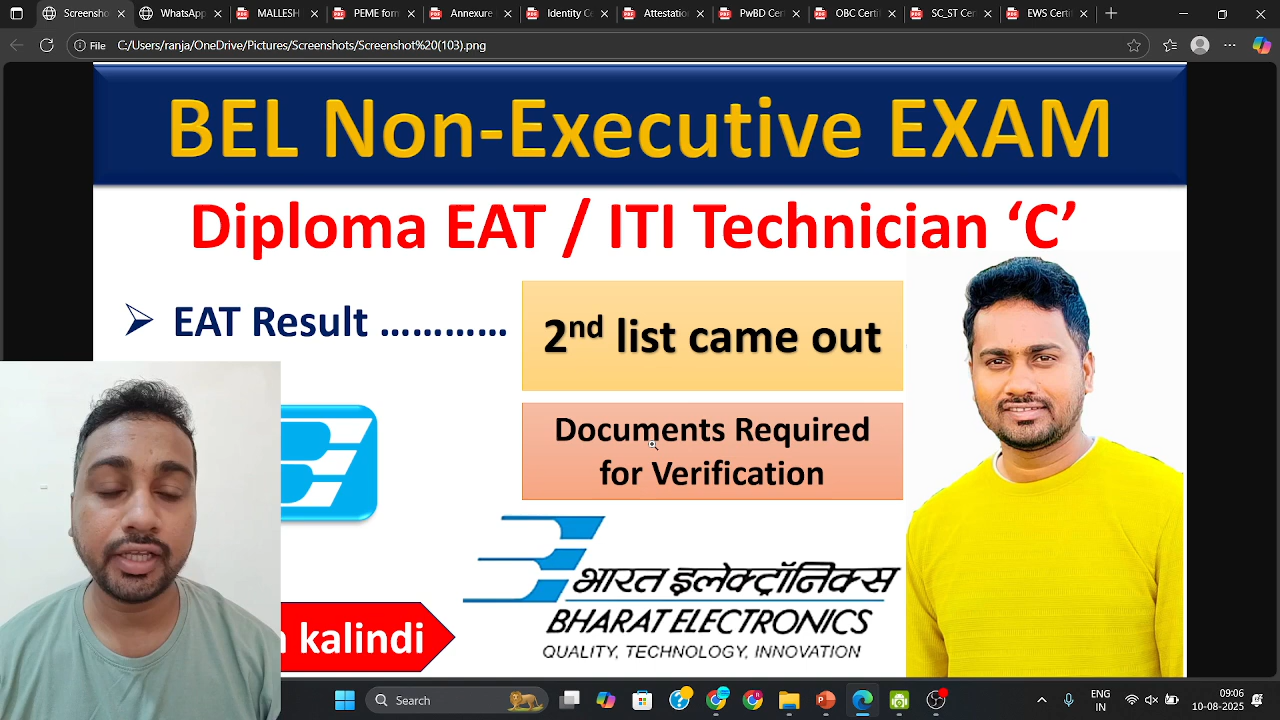 Screensho
WhatsApp
MALLESH
PEME for
Annexure
Identity C
Attestati
PwBD Cer
OBC Certi
SC_ST Cer
EWS Certi
File C:/Users/ranja/OneDrive/Pictures/Screenshots/Screenshot%20(103).png
BEL Non-Executive EXAM
Diploma EAT / ITI Technician ‘C’
➢ EAT Result ............
2nd list came out
Documents Required
for Verification
भारत इलेक्ट्रॉनिक्स
BHARAT ELECTRONICS
QUALITY, TECHNOLOGY, INNOVATION
kalindi
Search
ENG
IN
09:06
10-08-2025